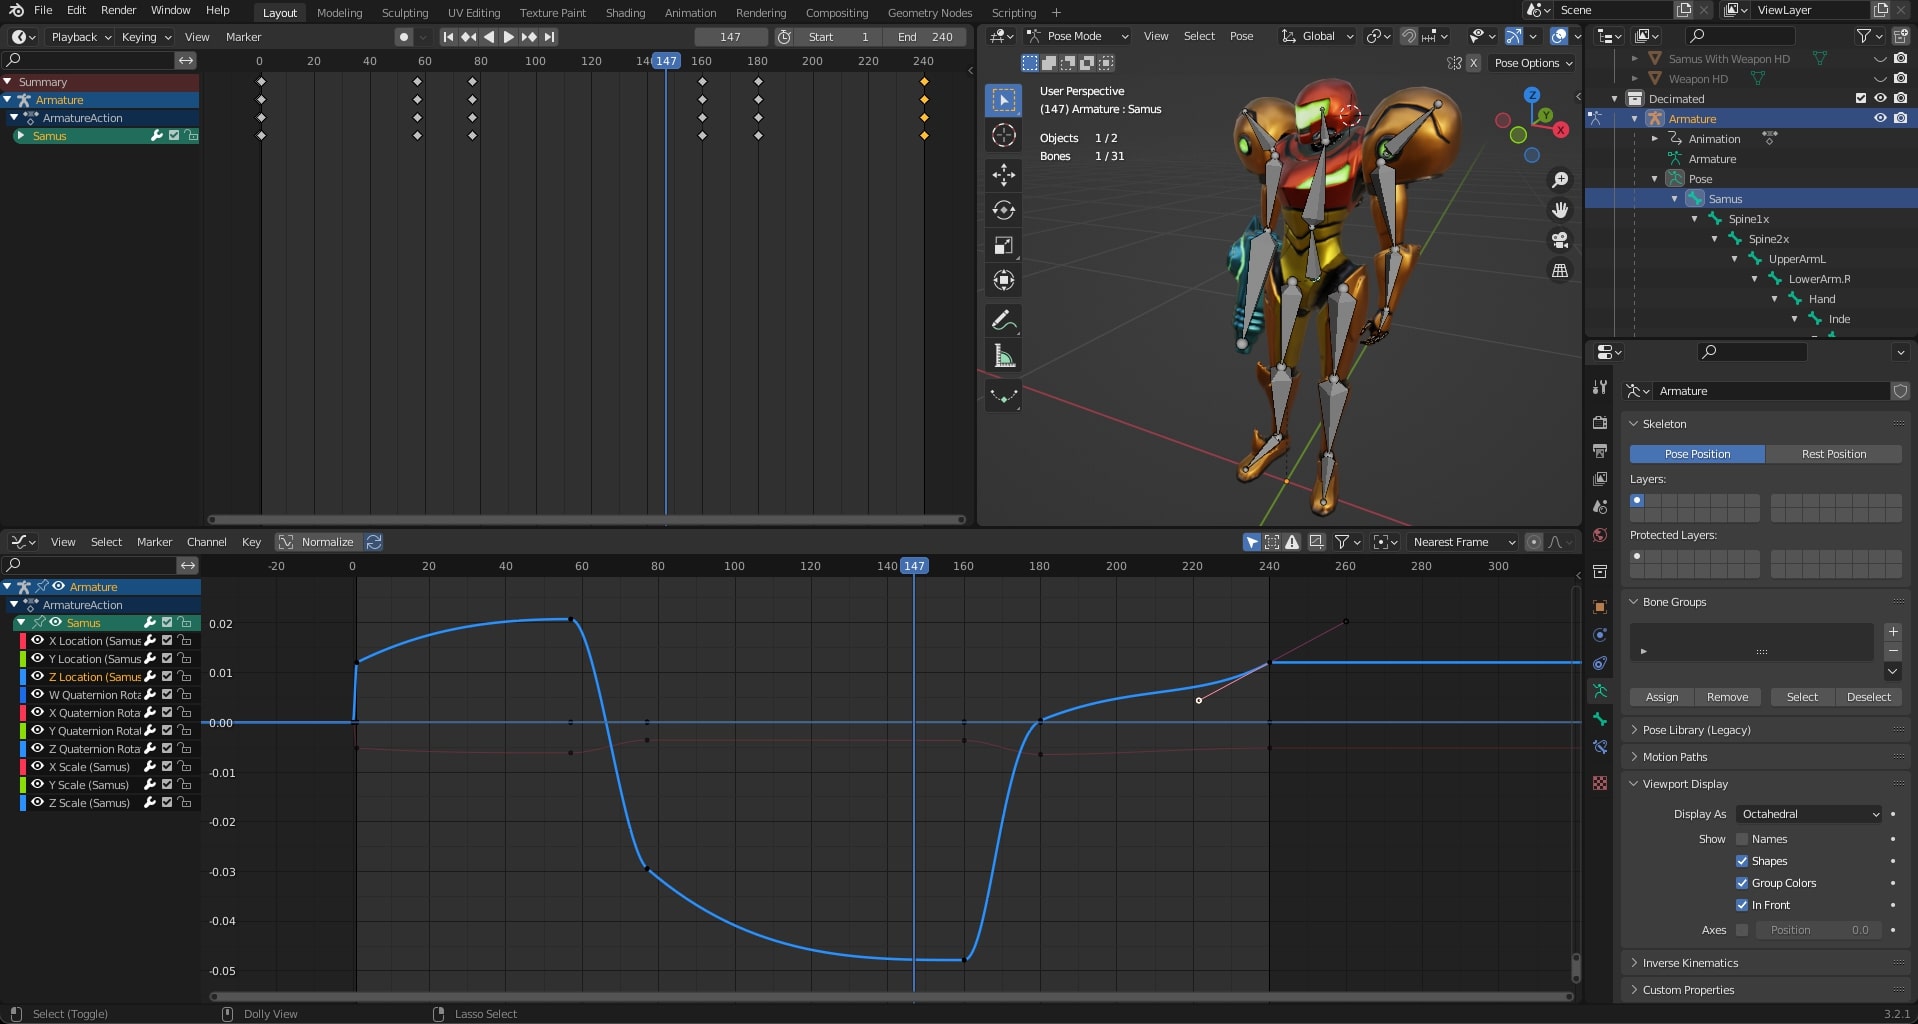 File Edit Render Window Help Layout Modeling Sculpting UV Editing Texture Paint Shading Animation Rendering Compositing Geometry Nodes Scripting + Scene ViewLayer
Playback Keying View Marker 147 Start 1 End 240
0 20 40 60 80 100 120 147 160 180 200 220 240
Summary
Armature
ArmatureAction
Samus
Pose Mode View Select Pose Global
X Pose Options
User Perspective
(147) Armature : Samus
Objects 1 / 2
Bones 1 / 31
Z
Y
X
Samus With Weapon HD
Weapon HD
Decimated
Armature
Animation
Armature
Pose
Samus
Spine1x
Spine2x
UpperArmL
LowerArm.R
Hand
Inde
View Select Marker Channel Key Normalize Nearest Frame
-20 0 20 40 60 80 100 120 140 147 160 180 200 220 240 260 280 300
Armature
ArmatureAction
Samus
X Location (Samus
Y Location (Samus
Z Location (Samus
W Quaternion Rota
X Quaternion Rota
Y Quaternion Rotat
Z Quaternion Rota
X Scale (Samus)
Y Scale (Samus)
Z Scale (Samus)
0.02
0.01
0.00
-0.01
-0.02
-0.03
-0.04
-0.05
Armature
Skeleton
Pose Position Rest Position
Layers:
Protected Layers:
Bone Groups
Assign Remove Select Deselect
Pose Library (Legacy)
Motion Paths
Viewport Display
Display As Octahedral
Show Names
Shapes
Group Colors
In Front
Axes Position 0.0
Inverse Kinematics
Custom Properties
Select (Toggle) Dolly View Lasso Select 3.2.1